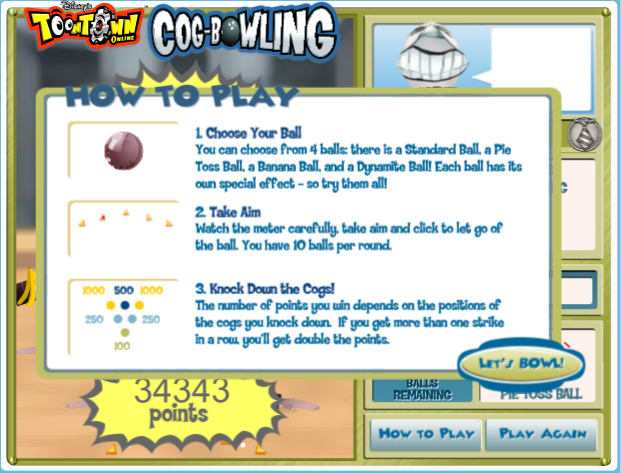 Disney's
TOONTOWN
ONLINE
COG-BOWLING
HOW TO PLAY
1. Choose Your Ball
You can choose from 4 balls: there is a Standard Ball, a Pie
Toss Ball, a Banana Ball, and a Dynamite Ball! Each ball has its
own special effect - so try them all!
2. Take Aim
Watch the meter carefully, take aim and click to let go of
the ball. You have 10 balls per round.
1000 500 1000
250 250
100
3. Knock Down the Cogs!
The number of points you win depends on the positions of
the cogs you knock down. If you get more than one strike
in a row, you'll get double the points.
LET'S BOWL!
34343
points
BALLS
REMAINING
PIE TOSS BALL
HOW TO PLAY
PLAY AGAIN